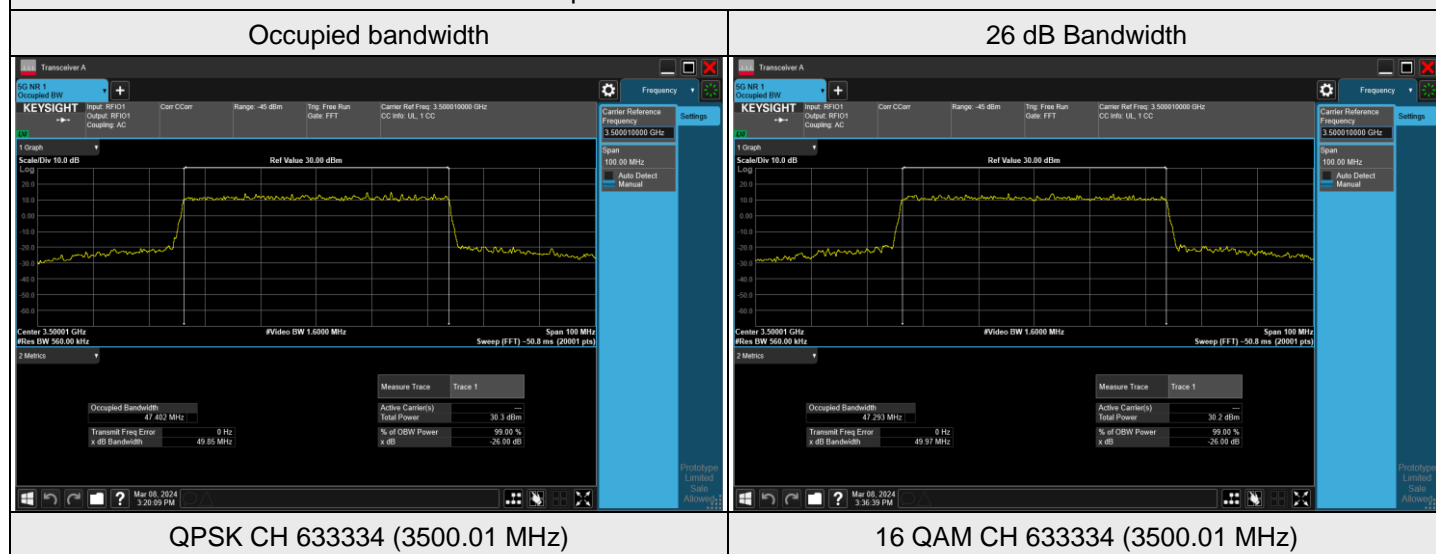 Occupied bandwidth
26 dB Bandwidth
Transceiver A
5G NR 1
Occupied BW
+
Frequency
KEYSIGHT
Input: RFIO1
Output: RFIO1
Coupling: AC
Corr CCorr
Range: -45 dBm
Trig: Free Run
Gate: FFT
Carrier Ref Freq: 3.500010000 GHz
CC Info: UL, 1 CC
Carrier Reference
Frequency
3.500010000 GHz
Settings
Span
100.00 MHz
Auto Detect
Manual
1 Graph
Scale/Div 10.0 dB
Ref Value 30.00 dBm
Log
20.0
10.0
0.00
-10.0
-20.0
-30.0
-40.0
-50.0
-60.0
Center 3.50001 GHz
#Video BW 1.6000 MHz
Span 100 MHz
#Res BW 560.00 kHz
Sweep (FFT) ~50.8 ms (20001 pts)
2 Metrics
Measure Trace Trace 1
Occupied Bandwidth
47.402 MHz
Active Carrier(s) ---
Total Power 30.3 dBm
Transmit Freq Error 0 Hz
x dB Bandwidth 49.85 MHz
% of OBW Power 99.00 %
x dB -26.00 dB
Prototype
Limited
Sale
Allowed
?
Mar 08, 2024
3:20:09 PM
Transceiver A
5G NR 1
Occupied BW
+
Frequency
KEYSIGHT
Input: RFIO1
Output: RFIO1
Coupling: AC
Corr CCorr
Range: -45 dBm
Trig: Free Run
Gate: FFT
Carrier Ref Freq: 3.500010000 GHz
CC Info: UL, 1 CC
Carrier Reference
Frequency
3.500010000 GHz
Settings
Span
100.00 MHz
Auto Detect
Manual
1 Graph
Scale/Div 10.0 dB
Ref Value 30.00 dBm
Log
20.0
10.0
0.00
-10.0
-20.0
-30.0
-40.0
-50.0
-60.0
Center 3.50001 GHz
#Video BW 1.6000 MHz
Span 100 MHz
#Res BW 560.00 kHz
Sweep (FFT) ~50.8 ms (20001 pts)
2 Metrics
Measure Trace Trace 1
Occupied Bandwidth
47.293 MHz
Active Carrier(s) ---
Total Power 30.2 dBm
Transmit Freq Error 0 Hz
x dB Bandwidth 49.97 MHz
% of OBW Power 99.00 %
x dB -26.00 dB
Prototype
Limited
Sale
Allowed
?
Mar 08, 2024
3:36:39 PM
QPSK CH 633334 (3500.01 MHz)
16 QAM CH 633334 (3500.01 MHz)